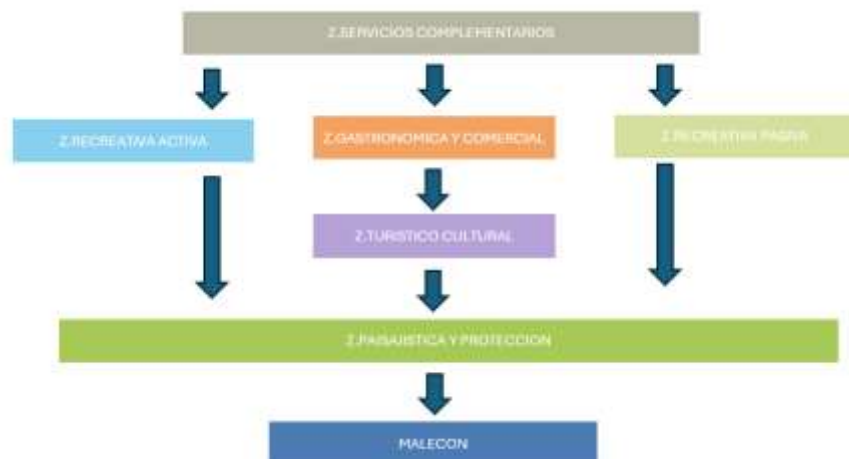 Z.SERVICIOS COMPLEMENTARIOS
Z.RECREATIVA ACTIVA
Z.GASTRONOMICA Y COMERCIAL
Z.RECREATIVA PASIVA
Z.TURISTICO CULTURAL
Z.PAISAJISTICA Y PROTECCION
MALECON